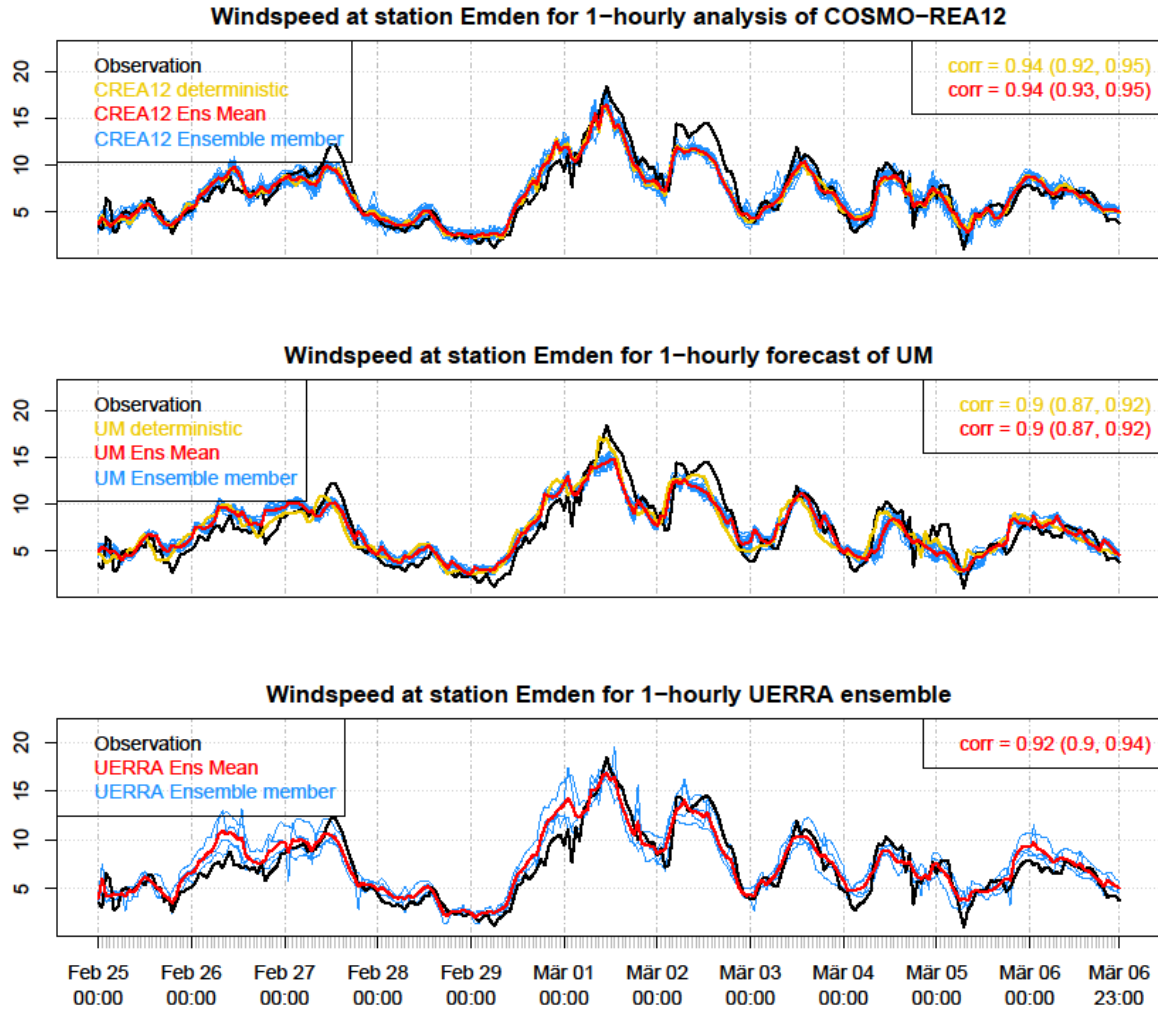 Windspeed at station Emden for 1−hourly analysis of COSMO−REA12
20
15
10
5
Observation
CREA12 deterministic
CREA12 Ens Mean
CREA12 Ensemble member
corr = 0.94 (0.92, 0.95)
corr = 0.94 (0.93, 0.95)
Windspeed at station Emden for 1−hourly forecast of UM
20
15
10
5
Observation
UM deterministic
UM Ens Mean
UM Ensemble member
corr = 0.9 (0.87, 0.92)
corr = 0.9 (0.87, 0.92)
Windspeed at station Emden for 1−hourly UERRA ensemble
20
15
10
5
Observation
UERRA Ens Mean
UERRA Ensemble member
corr = 0.92 (0.9, 0.94)
Feb 25 Feb 26 Feb 27 Feb 28 Feb 29 Mär 01 Mär 02 Mär 03 Mär 04 Mär 05 Mär 06 Mär 06
00:00 00:00 00:00 00:00 00:00 00:00 00:00 00:00 00:00 00:00 00:00 23:00